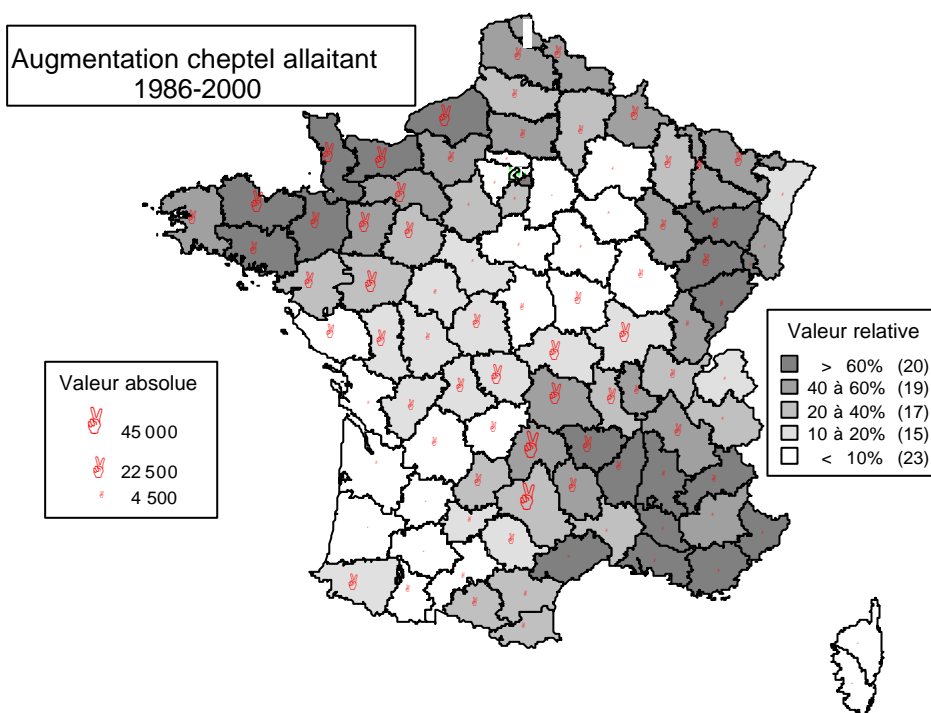 Augmentation cheptel allaitant
1986-2000
Valeur absolue
45 000
22 500
4 500
Valeur relative
> 60% (20)
40 à 60% (19)
20 à 40% (17)
10 à 20% (15)
< 10% (23)